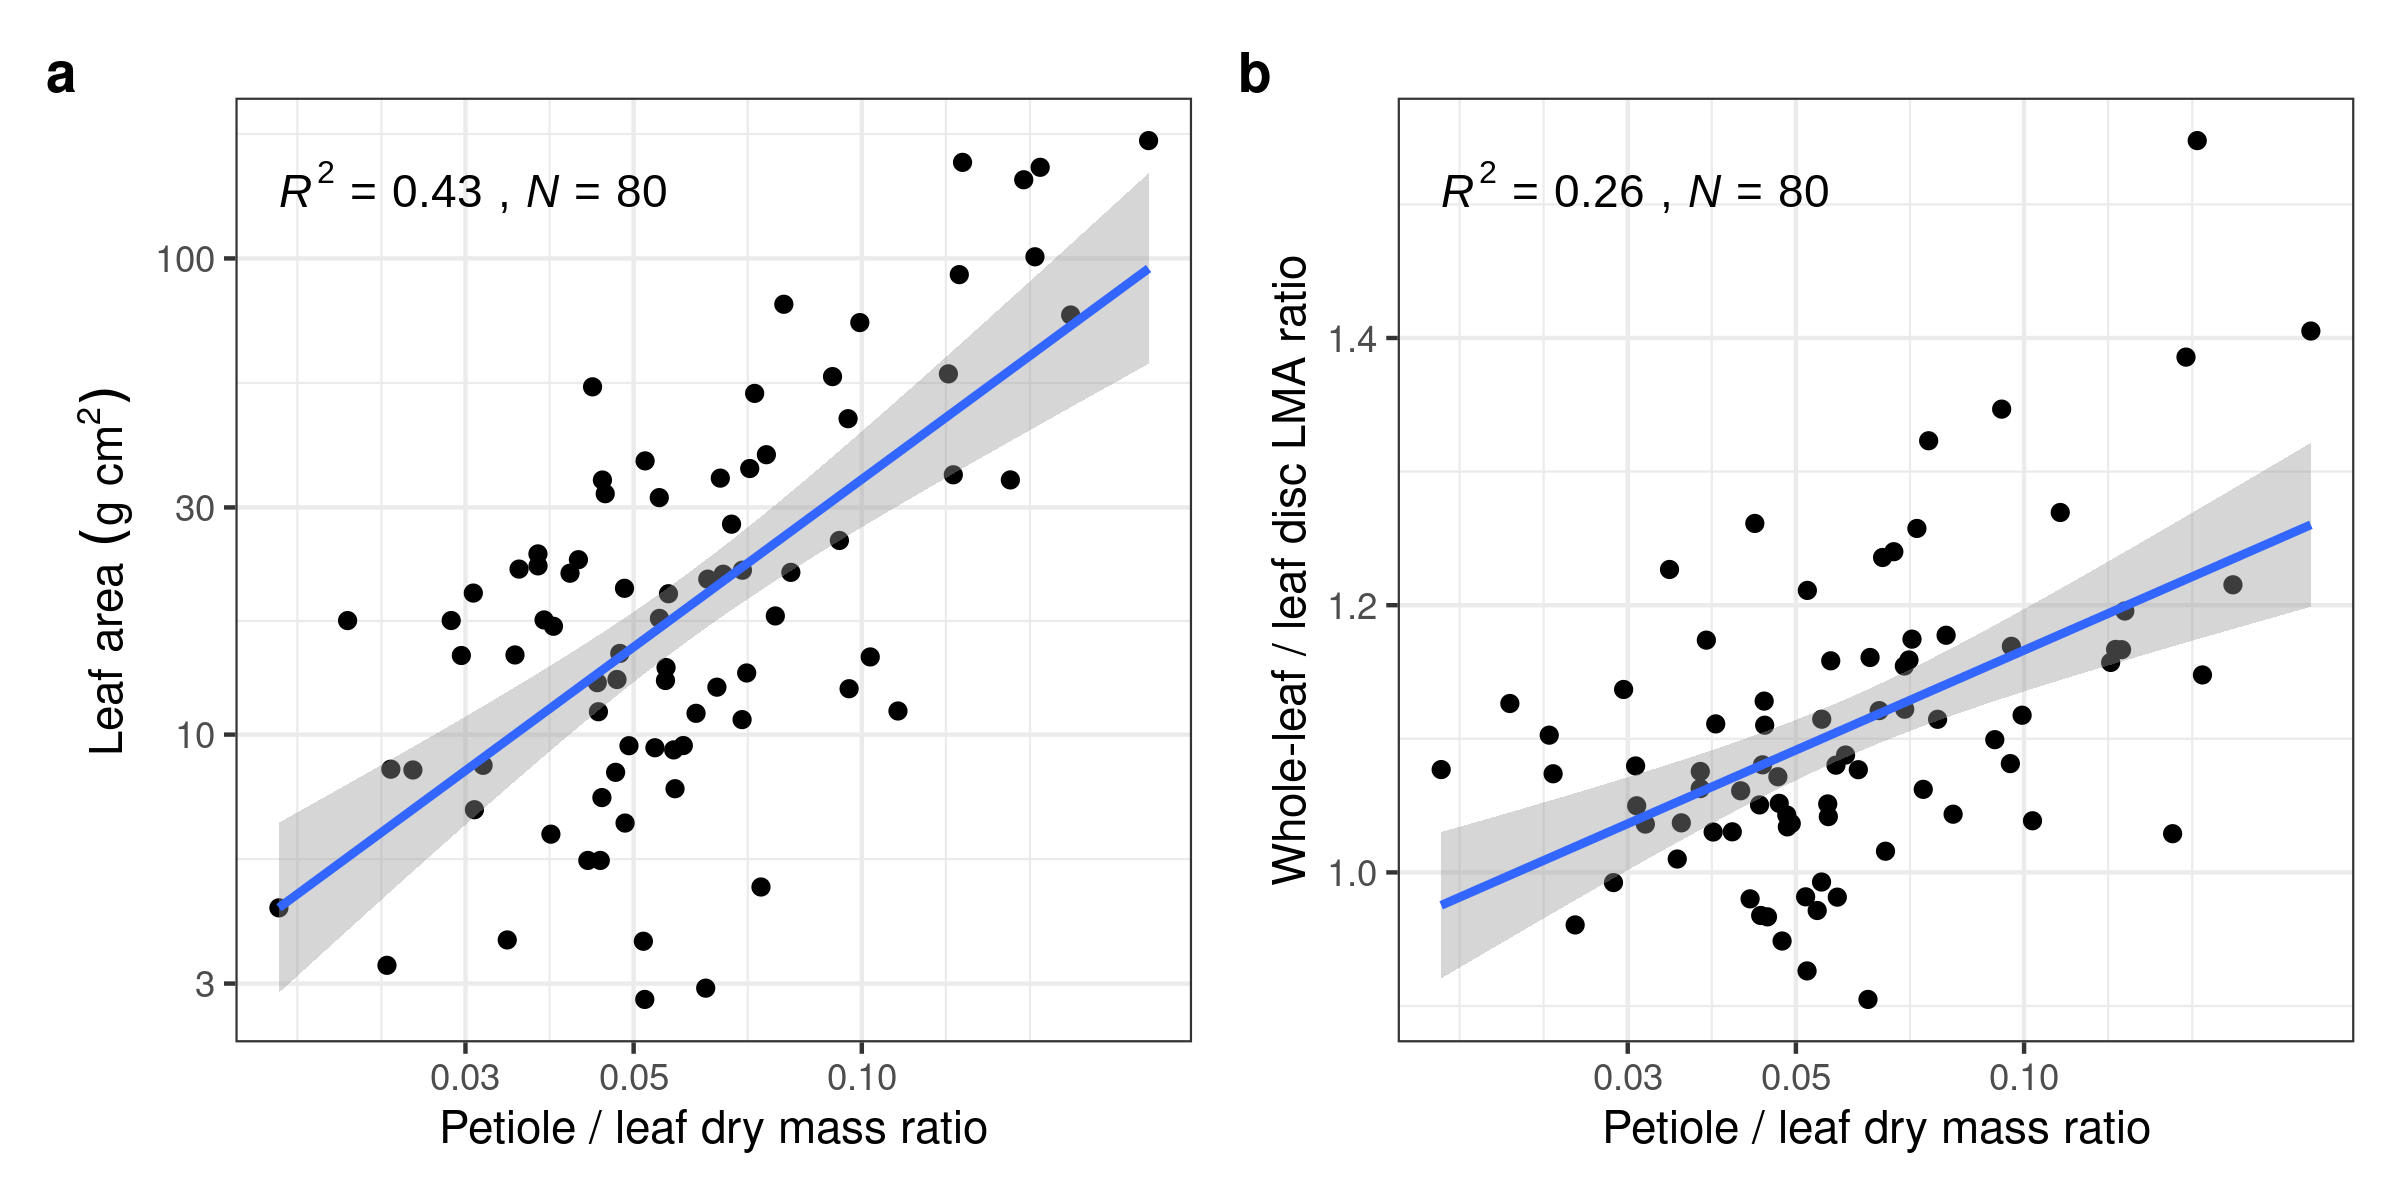 a
R² = 0.43 , N = 80
Leaf area (g cm²)
100
30
10
3
0.03 0.05 0.10
Petiole / leaf dry mass ratio
b
R² = 0.26 , N = 80
Whole-leaf / leaf disc LMA ratio
1.4
1.2
1.0
0.03 0.05 0.10
Petiole / leaf dry mass ratio